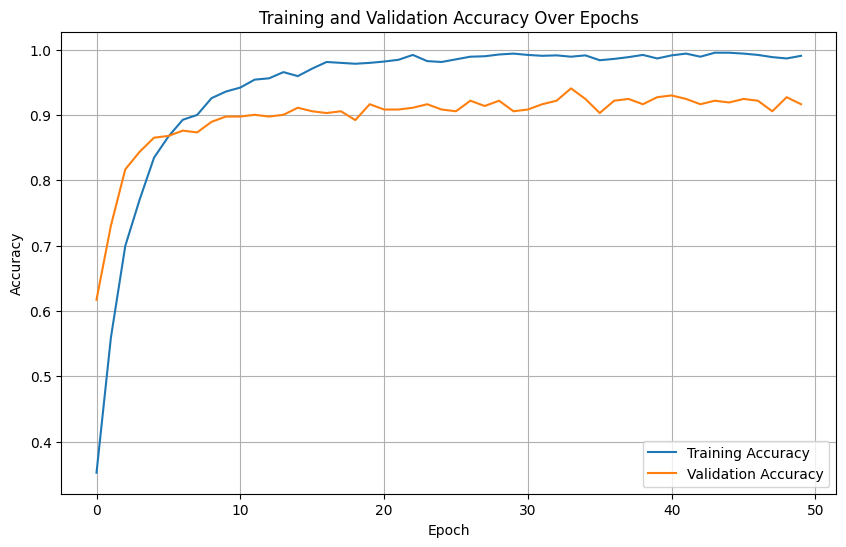 Training and Validation Accuracy Over Epochs
1.0
0.9
0.8
0.7
0.6
0.5
0.4
Accuracy
0
10
20
30
40
50
Epoch
Training Accuracy
Validation Accuracy